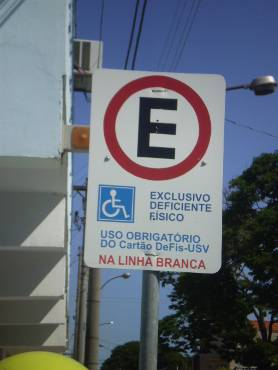 E
EXCLUSIVO
DEFICIENTE
FÍSICO
USO OBRIGATÓRIO
DO Cartão DeFis-USV
NA LINHA BRANCA